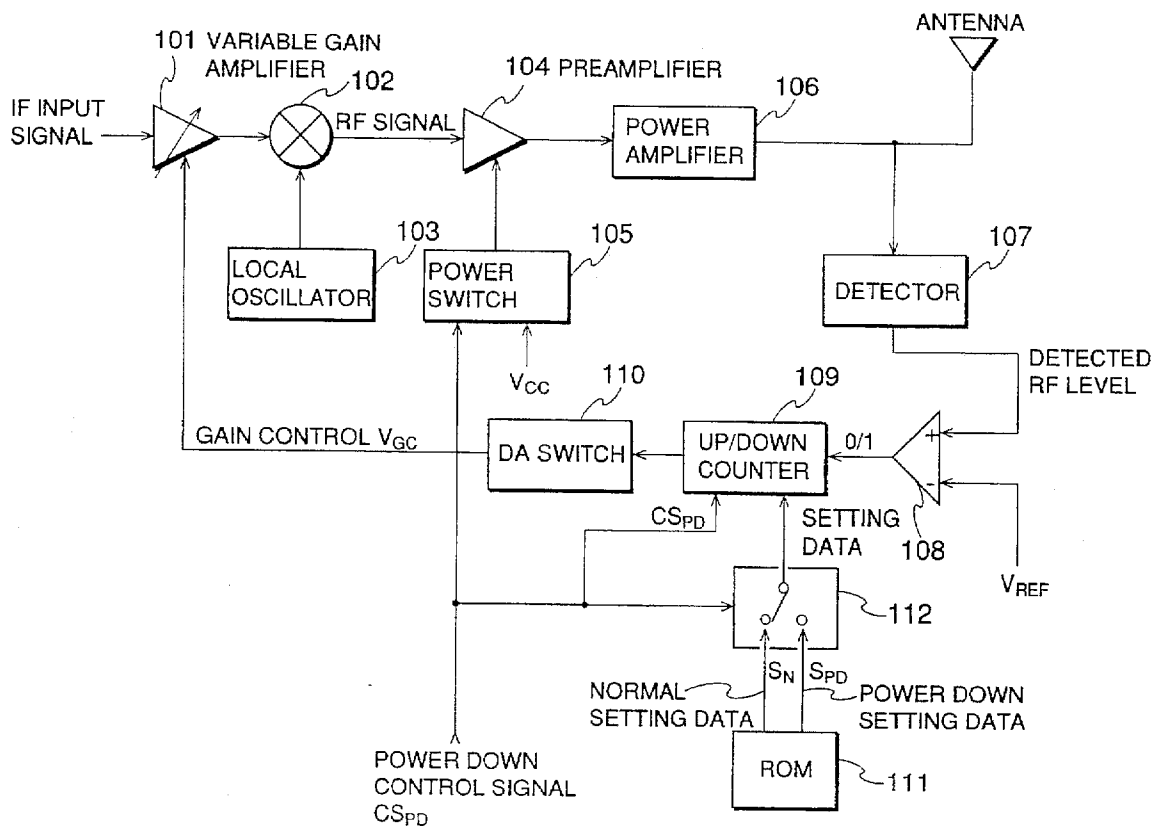 ANTENNA
101 VARIABLE GAIN
AMPLIFIER
102
104 PREAMPLIFIER
106
IF INPUT
SIGNAL
RF SIGNAL
POWER
AMPLIFIER
103
105
107
LOCAL
OSCILLATOR
POWER
SWITCH
DETECTOR
VCC
110
109
DETECTED
RF LEVEL
GAIN CONTROL VGC
DA SWITCH
UP/DOWN
COUNTER
0/1
+
-
CSPD
SETTING
DATA
108
VREF
112
SN
SPD
NORMAL
SETTING DATA
POWER DOWN
SETTING DATA
POWER DOWN
CONTROL SIGNAL
CSPD
ROM
111